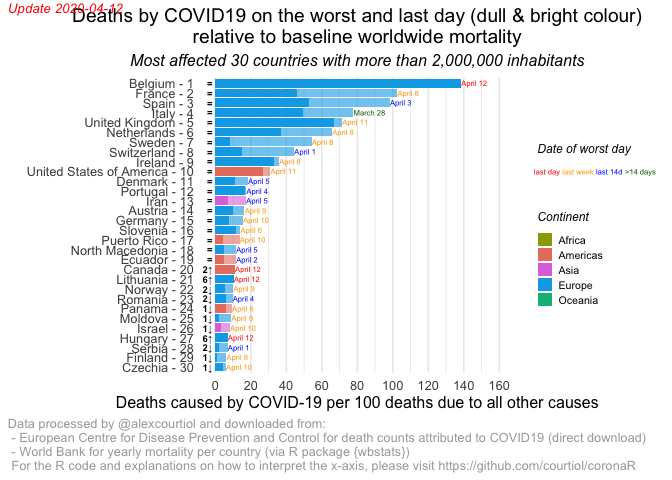 Update 2020-04-12
Deaths by COVID19 on the worst and last day (dull & bright colour)
relative to baseline worldwide mortality
Most affected 30 countries with more than 2,000,000 inhabitants
Belgium - 1 = April 12
France - 2 = April 8
Spain - 3 = April 3
Italy - 4 = March 28
United Kingdom - 5 = April 11
Netherlands - 6 = April 8
Sweden - 7 = April 8
Switzerland - 8 = April 1
Ireland - 9 = April 8
United States of America - 10 = April 11
Denmark - 11 = April 5
Portugal - 12 = April 4
Iran - 13 = April 5
Austria - 14 = April 9
Germany - 15 = April 10
Slovenia - 16 = April 6
Puerto Rico - 17 = April 10
North Macedonia - 18 = April 5
Ecuador - 19 = April 2
Canada - 20 2↑ April 12
Lithuania - 21 6↑ April 12
Norway - 22 2↓ April 9
Romania - 23 2↓ April 4
Panama - 24 1↓ April 6
Moldova - 25 1↓ April 9
Israel - 26 1↓ April 10
Hungary - 27 6↑ April 12
Serbia - 28 2↓ April 1
Finland - 29 1↓ April 8
Czechia - 30 1↓ April 10
0 20 40 60 80 100 120 140 160
Deaths caused by COVID-19 per 100 deaths due to all other causes
Date of worst day
last day last week last 14d >14 days
Continent
Africa
Americas
Asia
Europe
Oceania
Data processed by @alexcourtiol and downloaded from:
- European Centre for Disease Prevention and Control for death counts attributed to COVID19 (direct download)
- World Bank for yearly mortality per country (via R package {wbstats})
For the R code and explanations on how to interpret the x-axis, please visit https://github.com/courtiol/coronaR